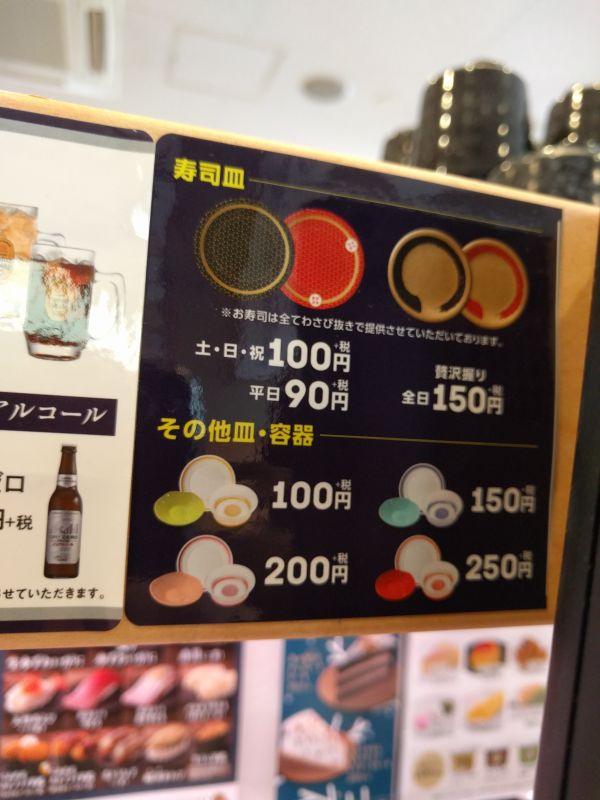 寿司皿
※お寿司は全てわさび抜きで提供させていただいております。
土・日・祝 100円+税
平日 90円+税
贅沢握り
全日 150円+税
その他皿・容器
100円+税
150円+税
200円+税
250円+税
アルコール
ゼロ
円+税
Asahi
せていただきます。